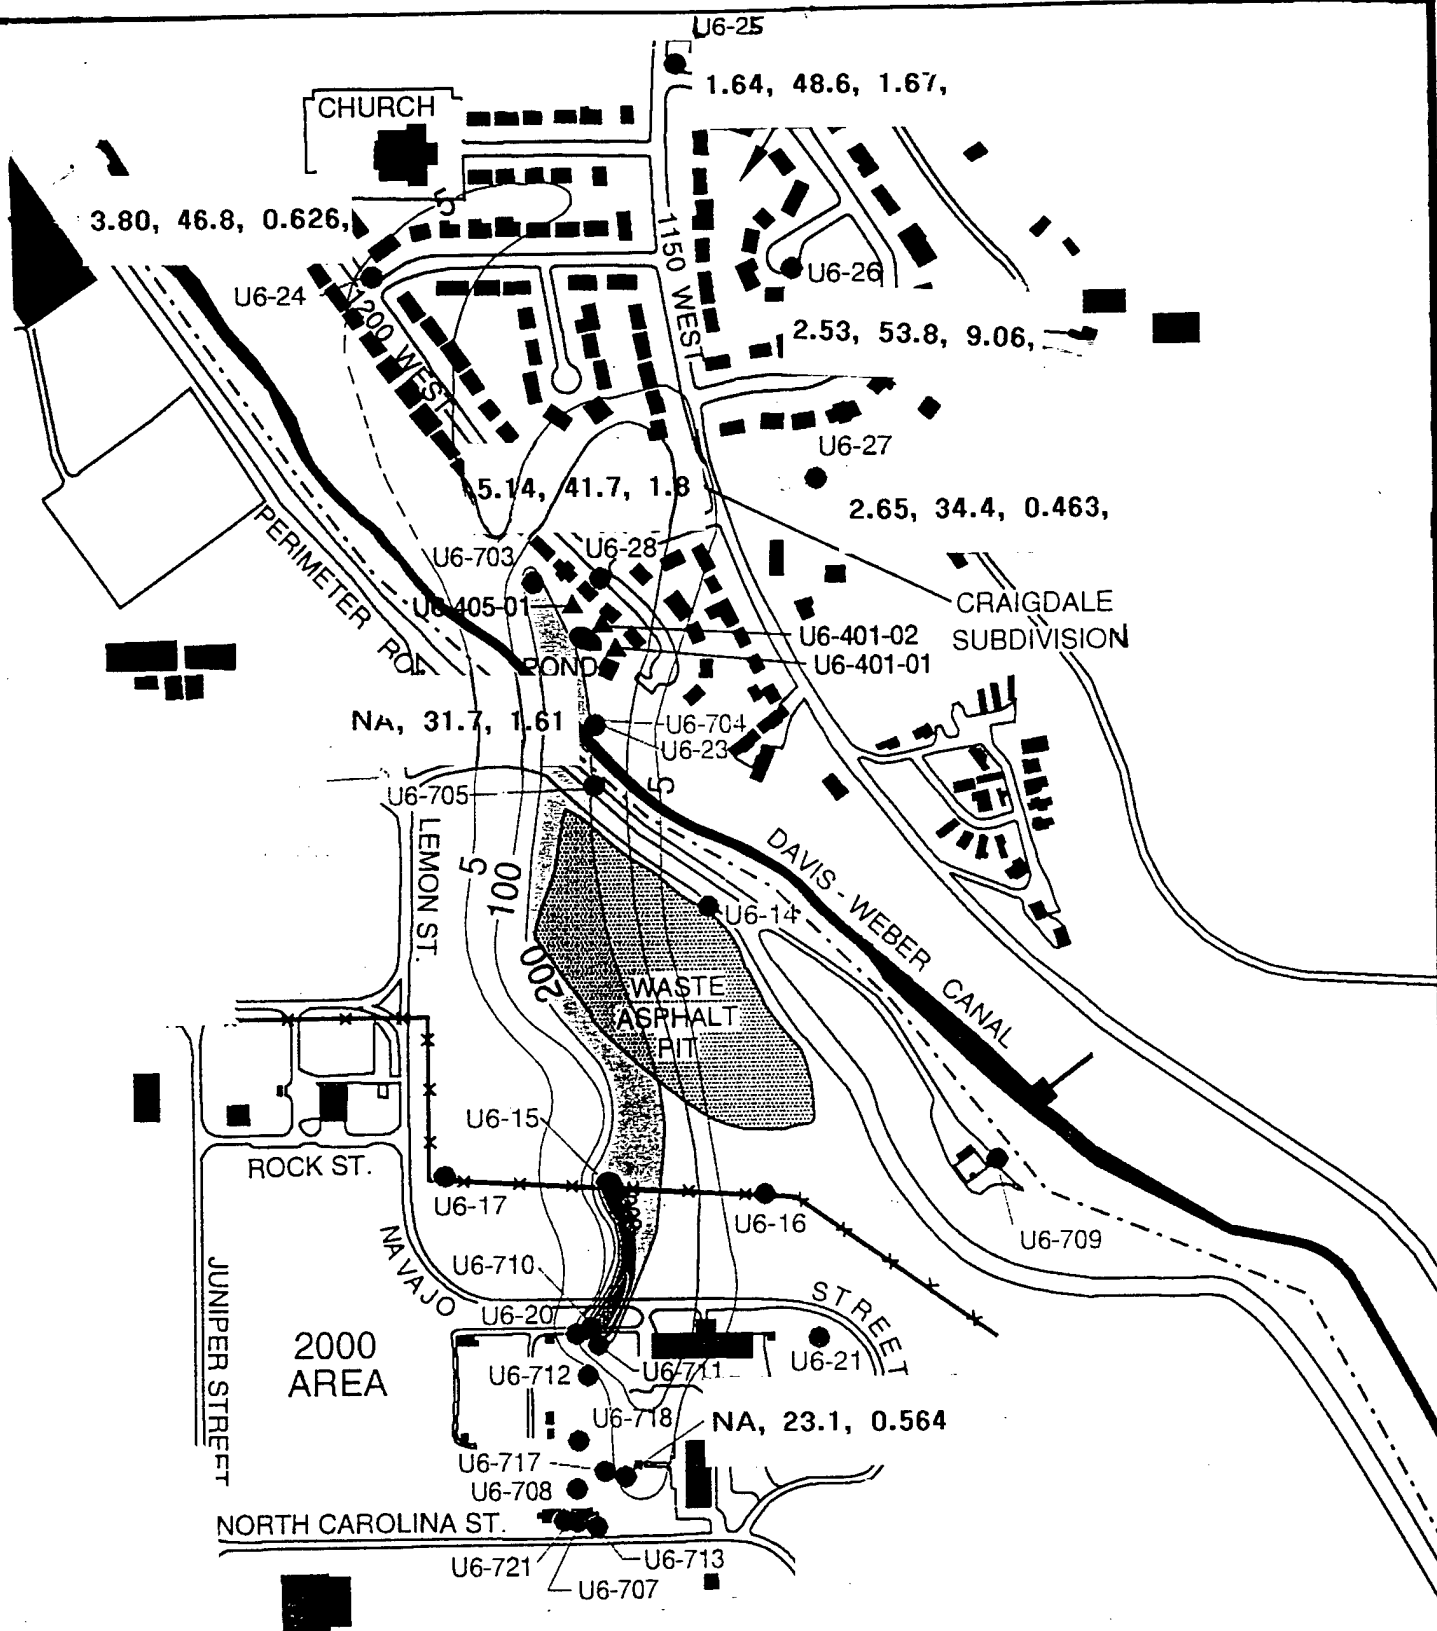 U6-25
1.64, 48.6, 1.67,
CHURCH
5
3.80, 46.8, 0.626,
1150 WEST
U6-26
U6-24
1200 WEST
2.53, 53.8, 9.06,
U6-27
5.14, 41.7, 1.8
2.65, 34.4, 0.463,
PERIMETER
U6-703
U6-28
U6-405-01
CRAIGDALE
SUBDIVISION
U6-401-02
U6-401-01
POND
NA, 31.7, 1.61
U6-704
U6-23
U6-705
5
LEMON ST.
5
100
200
DAVIS - WEBER CANAL
U6-14
WASTE
ASPHALT
PIT
U6-15
ROCK ST.
U6-17
U6-16
U6-709
NAVAJO
STREET
U6-710
JUNIPER STREET
U6-20
2000
AREA
U6-21
U6-712
U6-711
U6-718
NA, 23.1, 0.564
U6-717
U6-708
NORTH CAROLINA ST.
U6-721
U6-713
U6-707